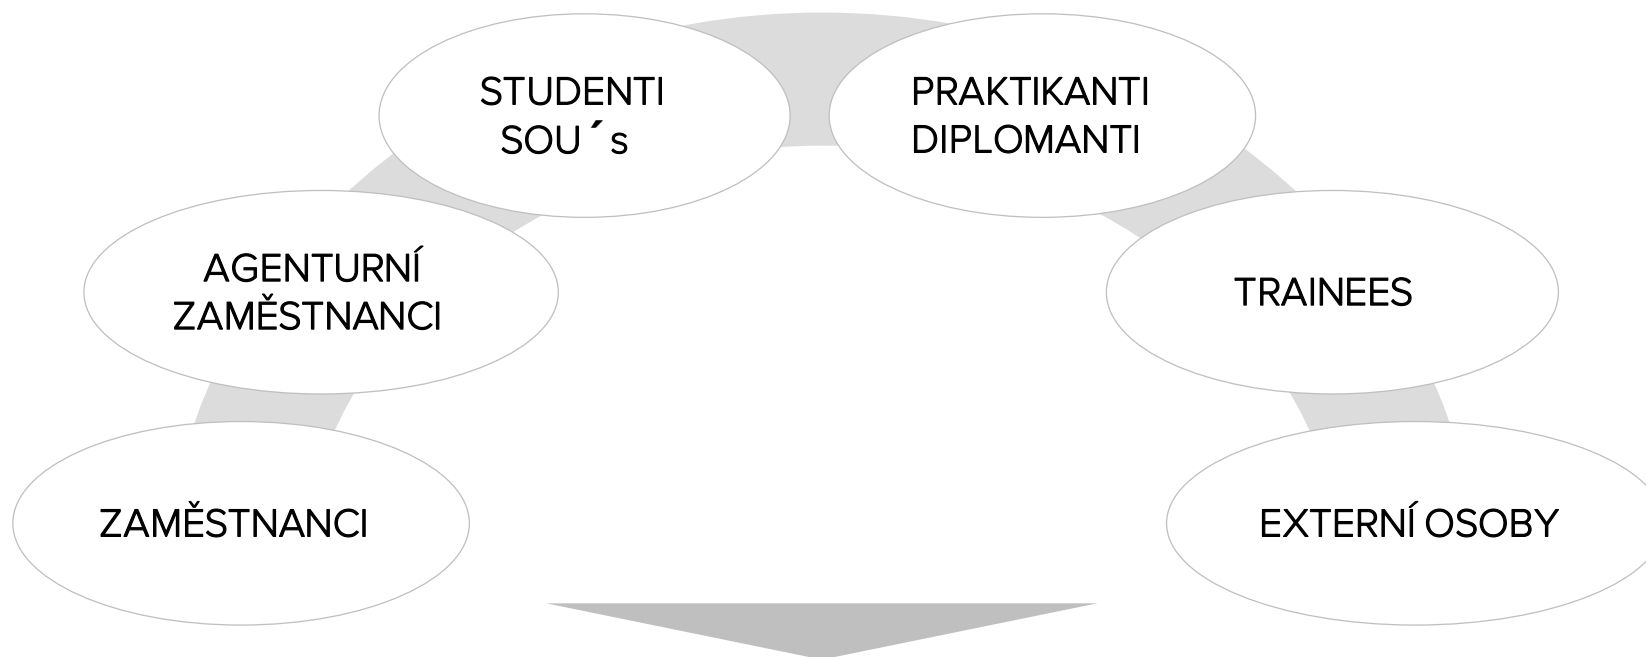 STUDENTI
SOU´s
PRAKTIKANTI
DIPLOMANTI
AGENTURNÍ
ZAMĚSTNANCI
TRAINEES
ZAMĚSTNANCI
EXTERNÍ OSOBY